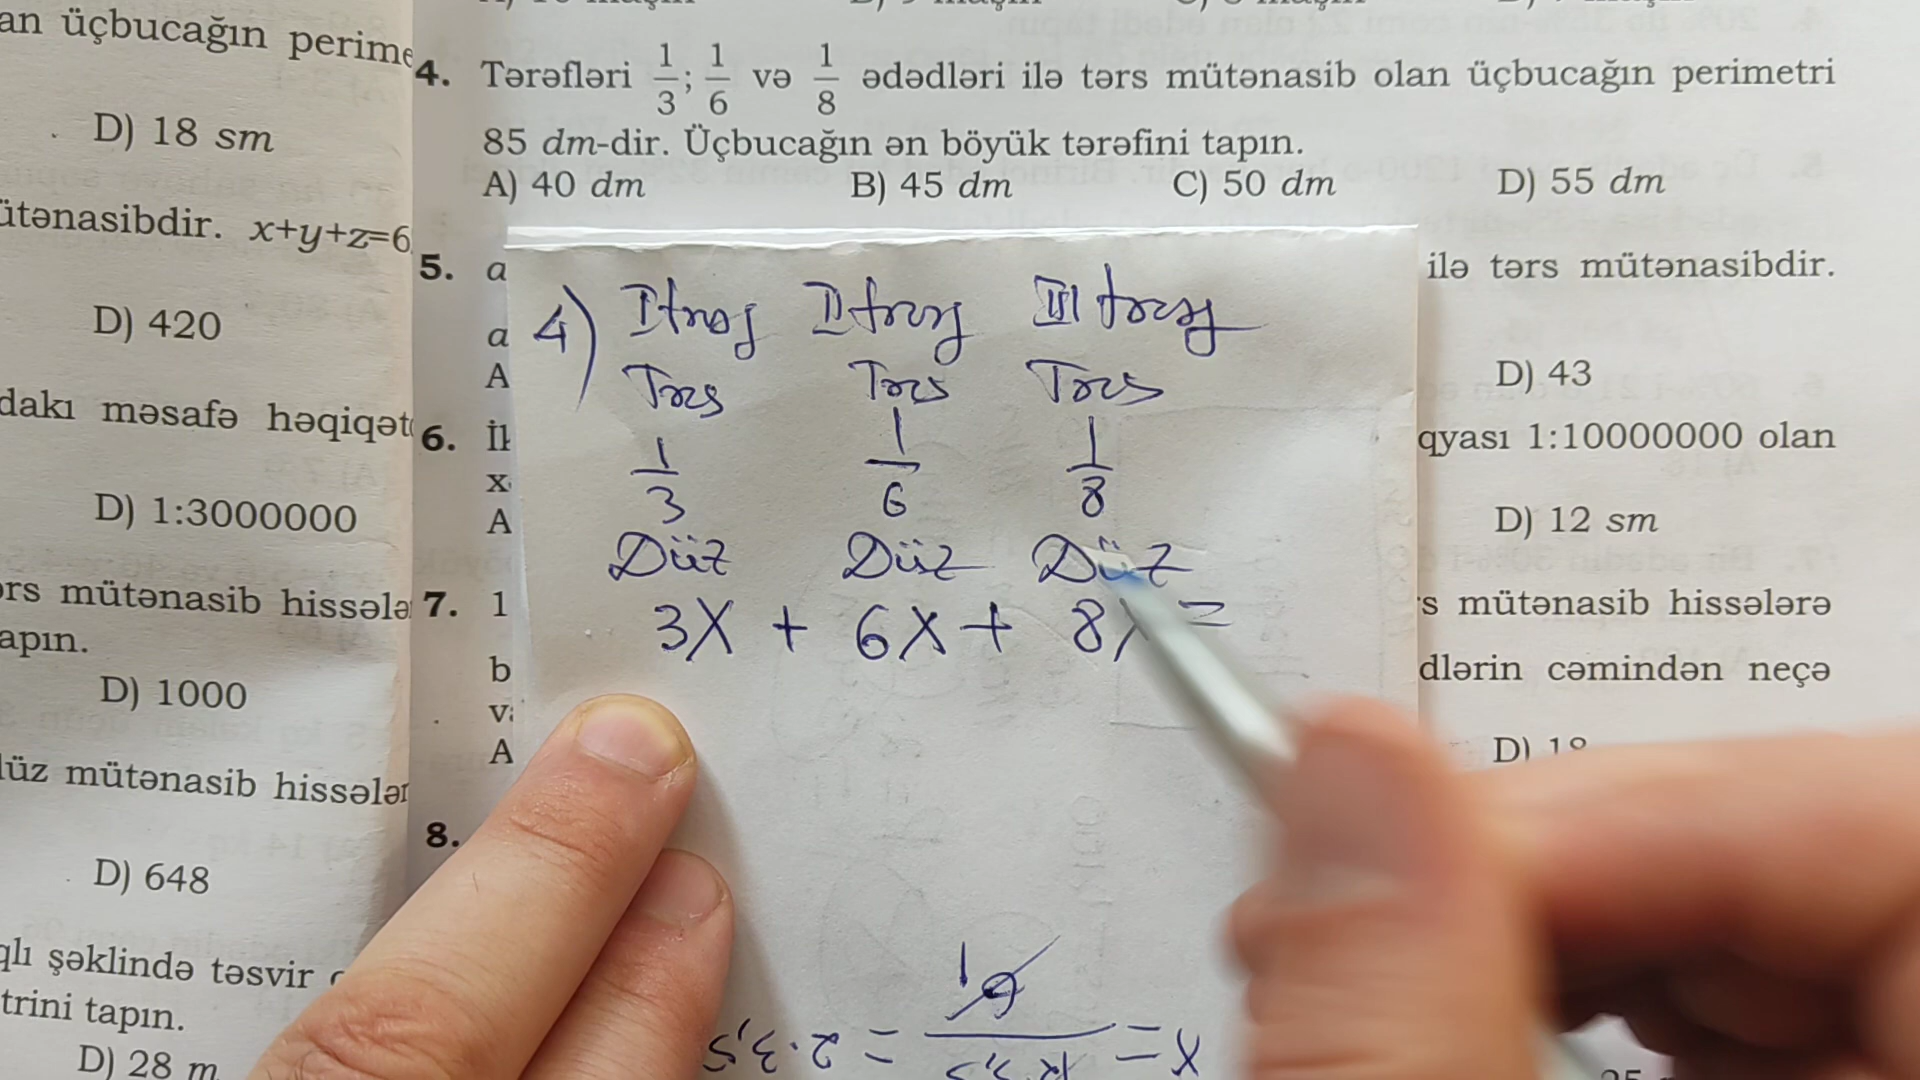 an üçbucağın perime
D) 18 sm
ütənasibdir. x+y+z=6
D) 420
dakı məsafə həqiqət
D) 1:3000000
ərs mütənasib hissələ
apın.
D) 1000
düz mütənasib hissələr
D) 648
qlı şəklində təsvir
trini tapın.
D) 28 m
4. Tərəfləri 1/3; 1/6 və 1/8 ədədləri ilə tərs mütənasib olan üçbucağın perimetri
85 dm-dir. Üçbucağın ən böyük tərəfini tapın.
A) 40 dm B) 45 dm C) 50 dm D) 55 dm
5. a ilə tərs mütənasibdir.
a
A D) 43
6. İ qyası 1:10000000 olan
x
A D) 12 sm
7. 1 s mütənasib hissələrə
b dlərin cəmindən neçə
v
A D) 18
8.
4) I tərəf II tərəf III tərəf
Tərs Tərs Tərs
1/3 1/6 1/8
Düz Düz Düz
3X + 6X + 8X =